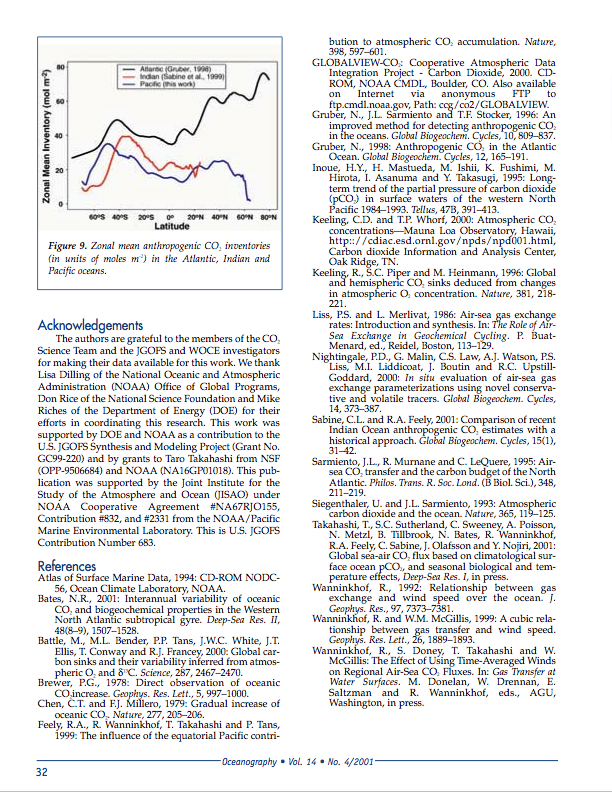 80
60
40
20
0
Zonal Mean Inventory (mol m⁻²)
Atlantic (Gruber, 1998)
Indian (Sabine et al., 1999)
Pacific (this work)
60°S 40°S 20°S 0° 20°N 40°N 60°N 80°N
Latitude
Figure 9. Zonal mean anthropogenic CO₂ inventories
(in units of moles m⁻²) in the Atlantic, Indian and
Pacific oceans.
Acknowledgements
The authors are grateful to the members of the CO₂
Science Team and the JGOFS and WOCE investigators
for making their data available for this work. We thank
Lisa Dilling of the National Oceanic and Atmospheric
Administration (NOAA) Office of Global Programs,
Don Rice of the National Science Foundation and Mike
Riches of the Department of Energy (DOE) for their
efforts in coordinating this research. This work was
supported by DOE and NOAA as a contribution to the
U.S. JGOFS Synthesis and Modeling Project (Grant No.
GC99-220) and by grants to Taro Takahashi from NSF
(OPP-9506684) and NOAA (NA16GP01018). This pub-
lication was supported by the Joint Institute for the
Study of the Atmosphere and Ocean (JISAO) under
NOAA Cooperative Agreement #NA67RJO155,
Contribution #832, and #2331 from the NOAA/Pacific
Marine Environmental Laboratory. This is U.S. JGOFS
Contribution Number 683.
References
Atlas of Surface Marine Data, 1994: CD-ROM NODC-
56, Ocean Climate Laboratory, NOAA.
Bates, N.R., 2001: Interannual variability of oceanic
CO₂ and biogeochemical properties in the Western
North Atlantic subtropical gyre. Deep-Sea Res. II,
48(8–9), 1507–1528.
Battle, M., M.L. Bender, P.P. Tans, J.W.C. White, J.T.
Ellis, T. Conway and R.J. Francey, 2000: Global car-
bon sinks and their variability inferred from atmos-
pheric O₂ and δ¹³C. Science, 287, 2467–2470.
Brewer, P.G., 1978: Direct observation of oceanic
CO₂ increase. Geophys. Res. Lett., 5, 997–1000.
Chen, C.T. and F.J. Millero, 1979: Gradual increase of
oceanic CO₂. Nature, 277, 205–206.
Feely, R.A., R. Wanninkhof, T. Takahashi and P. Tans,
1999: The influence of the equatorial Pacific contri-
bution to atmospheric CO₂ accumulation. Nature,
398, 597–601.
GLOBALVIEW-CO₂: Cooperative Atmospheric Data
Integration Project - Carbon Dioxide, 2000. CD-
ROM, NOAA CMDL, Boulder, CO. Also available
on Internet via anonymous FTP to
ftp.cmdl.noaa.gov, Path: ccg/co2/GLOBALVIEW.
Gruber, N., J.L. Sarmiento and T.F. Stocker, 1996: An
improved method for detecting anthropogenic CO₂
in the oceans. Global Biogeochem. Cycles, 10, 809–837.
Gruber, N., 1998: Anthropogenic CO₂ in the Atlantic
Ocean. Global Biogeochem. Cycles, 12, 165–191.
Inoue, H.Y., H. Mastueda, M. Ishii, K. Fushimi, M.
Hirota, I. Asanuma and Y. Takasugi, 1995: Long-
term trend of the partial pressure of carbon dioxide
(pCO₂) in surface waters of the western North
Pacific 1984–1993. Tellus, 47B, 391–413.
Keeling, C.D. and T.P. Whorf, 2000: Atmospheric CO₂
concentrations—Mauna Loa Observatory, Hawaii,
http://cdiac.esd.ornl.gov/npds/npd001.html,
Carbon dioxide Information and Analysis Center,
Oak Ridge, TN.
Keeling, R., S.C. Piper and M. Heinmann, 1996: Global
and hemispheric CO₂ sinks deduced from changes
in atmospheric O₂ concentration. Nature, 381, 218-
221.
Liss, P.S. and L. Merlivat, 1986: Air-sea gas exchange
rates: Introduction and synthesis. In: The Role of Air-
Sea Exchange in Geochemical Cycling. P. Buat-
Menard, ed., Reidel, Boston, 113–129.
Nightingale, P.D., G. Malin, C.S. Law, A.J. Watson, P.S.
Liss, M.I. Liddicoat, J. Boutin and R.C. Upstill-
Goddard, 2000: In situ evaluation of air-sea gas
exchange parameterizations using novel conserva-
tive and volatile tracers. Global Biogeochem. Cycles,
14, 373–387.
Sabine, C.L. and R.A. Feely, 2001: Comparison of recent
Indian Ocean anthropogenic CO₂ estimates with a
historical approach. Global Biogeochem. Cycles, 15(1),
31–42.
Sarmiento, J.L., R. Murnane and C. LeQuere, 1995: Air-
sea CO₂ transfer and the carbon budget of the North
Atlantic. Philos. Trans. R. Soc. Lond. (B Biol. Sci.), 348,
211–219.
Siegenthaler, U. and J.L. Sarmiento, 1993: Atmospheric
carbon dioxide and the ocean. Nature, 365, 119–125.
Takahashi, T., S.C. Sutherland, C. Sweeney, A. Poisson,
N. Metzl, B. Tillbrook, N. Bates, R. Wanninkhof,
R.A. Feely, C. Sabine, J. Olafsson and Y. Nojiri, 2001:
Global sea-air CO₂ flux based on climatological sur-
face ocean pCO₂, and seasonal biological and tem-
perature effects, Deep-Sea Res. I, in press.
Wanninkhof, R., 1992: Relationship between gas
exchange and wind speed over the ocean. J.
Geophys. Res., 97, 7373–7381.
Wanninkhof, R. and W.M. McGillis, 1999: A cubic rela-
tionship between gas transfer and wind speed.
Geophys. Res. Lett., 26, 1889–1893.
Wanninkhof, R., S. Doney, T. Takahashi and W.
McGillis: The Effect of Using Time-Averaged Winds
on Regional Air-Sea CO₂ Fluxes. In: Gas Transfer at
Water Surfaces. M. Donelan, W. Drennan, E.
Saltzman and R. Wanninkhof, eds., AGU,
Washington, in press.
Oceanography • Vol. 14 • No. 4/2001
32